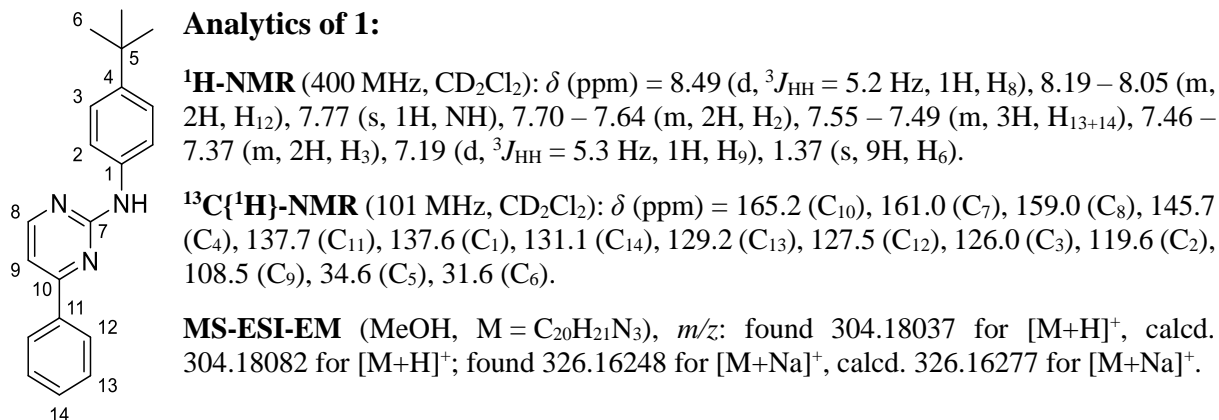 Analytics of 1:
¹H-NMR (400 MHz, CD₂Cl₂): δ (ppm) = 8.49 (d, ³J_HH = 5.2 Hz, 1H, H₈), 8.19 – 8.05 (m,
2H, H₁₂), 7.77 (s, 1H, NH), 7.70 – 7.64 (m, 2H, H₂), 7.55 – 7.49 (m, 3H, H₁₃₊₁₄), 7.46 –
7.37 (m, 2H, H₃), 7.19 (d, ³J_HH = 5.3 Hz, 1H, H₉), 1.37 (s, 9H, H₆).
¹³C{¹H}-NMR (101 MHz, CD₂Cl₂): δ (ppm) = 165.2 (C₁₀), 161.0 (C₇), 159.0 (C₈), 145.7
(C₄), 137.7 (C₁₁), 137.6 (C₁), 131.1 (C₁₄), 129.2 (C₁₃), 127.5 (C₁₂), 126.0 (C₃), 119.6 (C₂),
108.5 (C₉), 34.6 (C₅), 31.6 (C₆).
MS-ESI-EM (MeOH, M = C₂₀H₂₁N₃), m/z: found 304.18037 for [M+H]⁺, calcd.
304.18082 for [M+H]⁺; found 326.16248 for [M+Na]⁺, calcd. 326.16277 for [M+Na]⁺.
6
5
4
3
2
1
N
NH
8
7
9
N
10
11
12
13
14